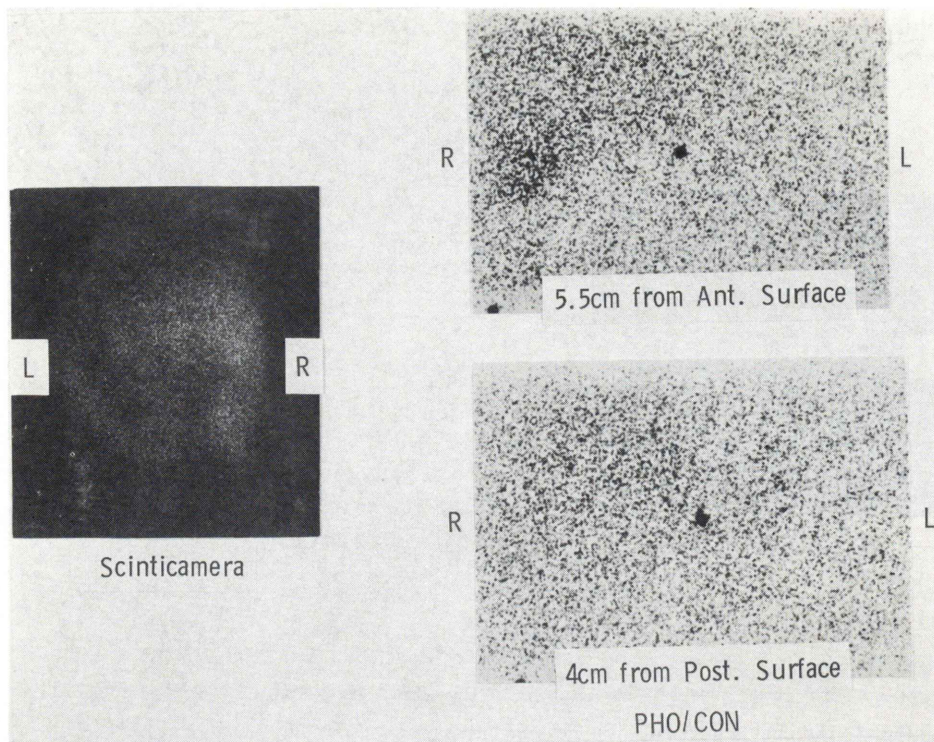 R
L
5.5cm from Ant. Surface
L
R
Scinticamera
R
L
4cm from Post. Surface
PHO/CON